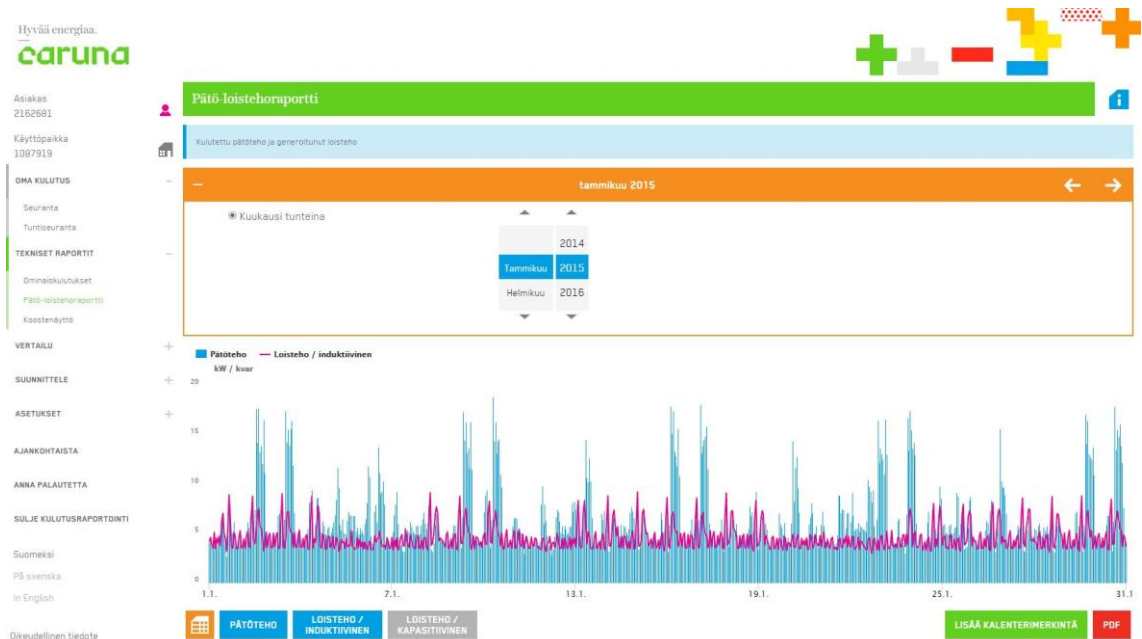 Hyvää energiaa.
caruna
Asiakas
2162681
Käyttöpaikka
1087919
OMA KULUTUS
Seuranta
Tuntiseuranta
TEKNISET RAPORTIT
Ominaiskulutukset
Pätö-loistehoraportti
Koostenäyttö
VERTAILU
SUUNNITTELE
ASETUKSET
AJANKOHTAISTA
ANNA PALAUTETTA
SULJE KULUTUSRAPORTOINTI
Suomeksi
På svenska
In English
Oikeudellinen tiedote
Pätö-loistehoraportti
i
Kulutettu pätöteho ja generoitunut loisteho
tammikuu 2015
Kuukausi tunteina
2014
Tammikuu 2015
Helmikuu 2016
Pätöteho Loisteho / induktiivinen
kW / kvar
20
15
10
5
0
1.1. 7.1. 13.1. 19.1. 25.1. 31.1
PÄTÖTEHO
LOISTEHO /
INDUKTIIVINEN
LOISTEHO /
KAPASITIIVINEN
LISÄÄ KALENTERIMERKINTÄ
PDF